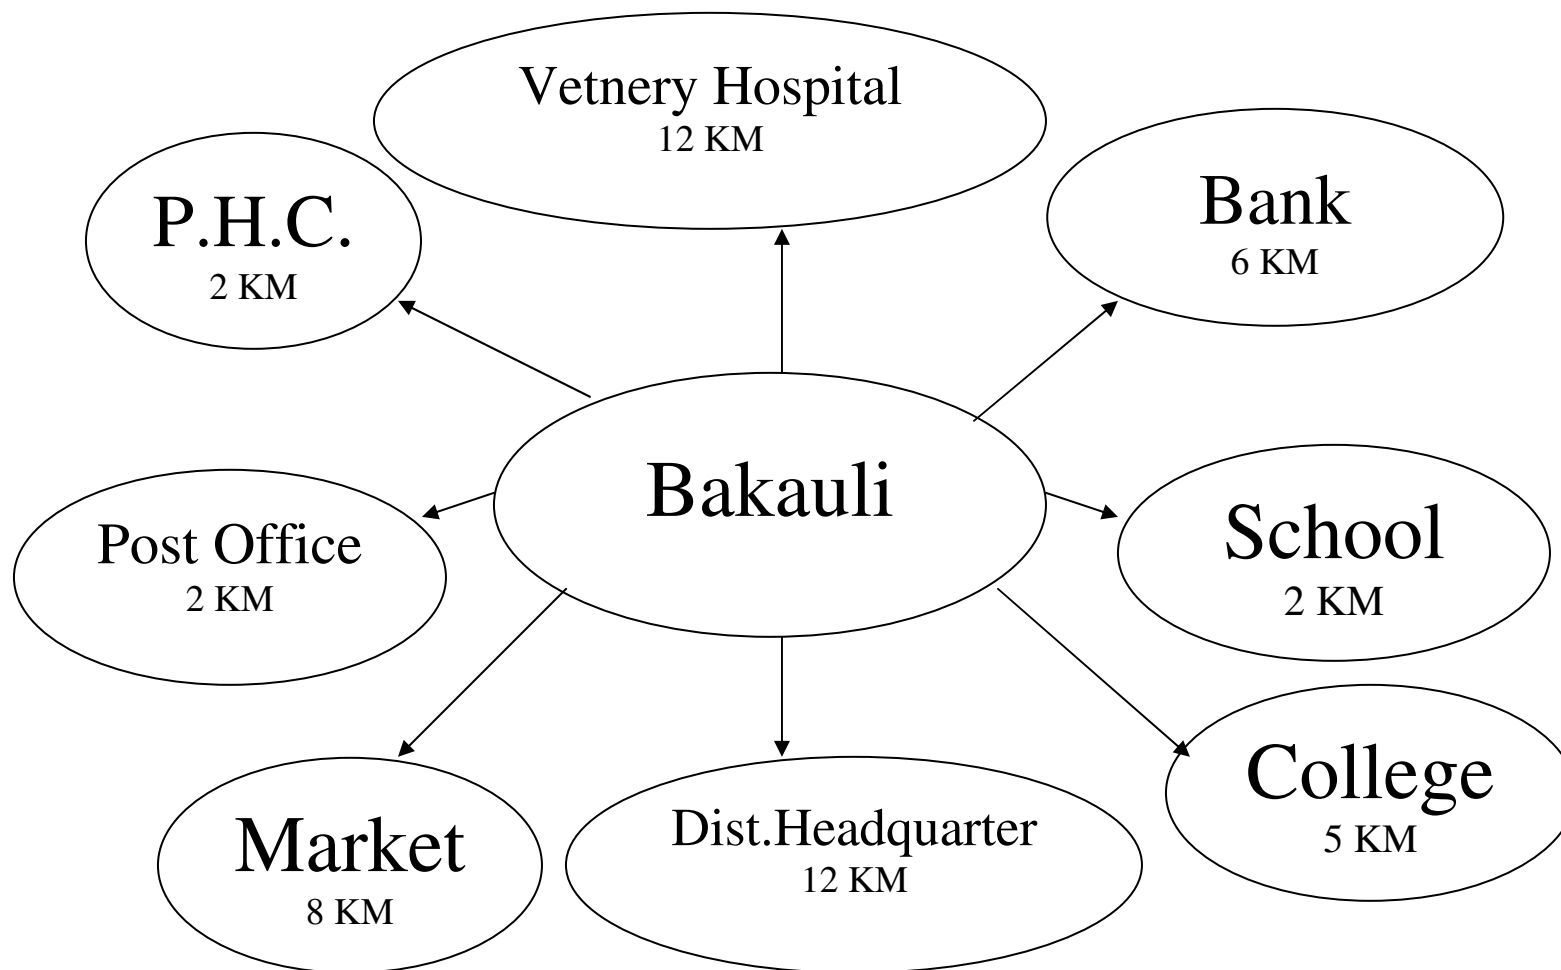 Vetnery Hospital
12 KM
P.H.C.
2 KM
Bank
6 KM
Bakauli
Post Office
2 KM
School
2 KM
Market
8 KM
Dist.Headquarter
12 KM
College
5 KM